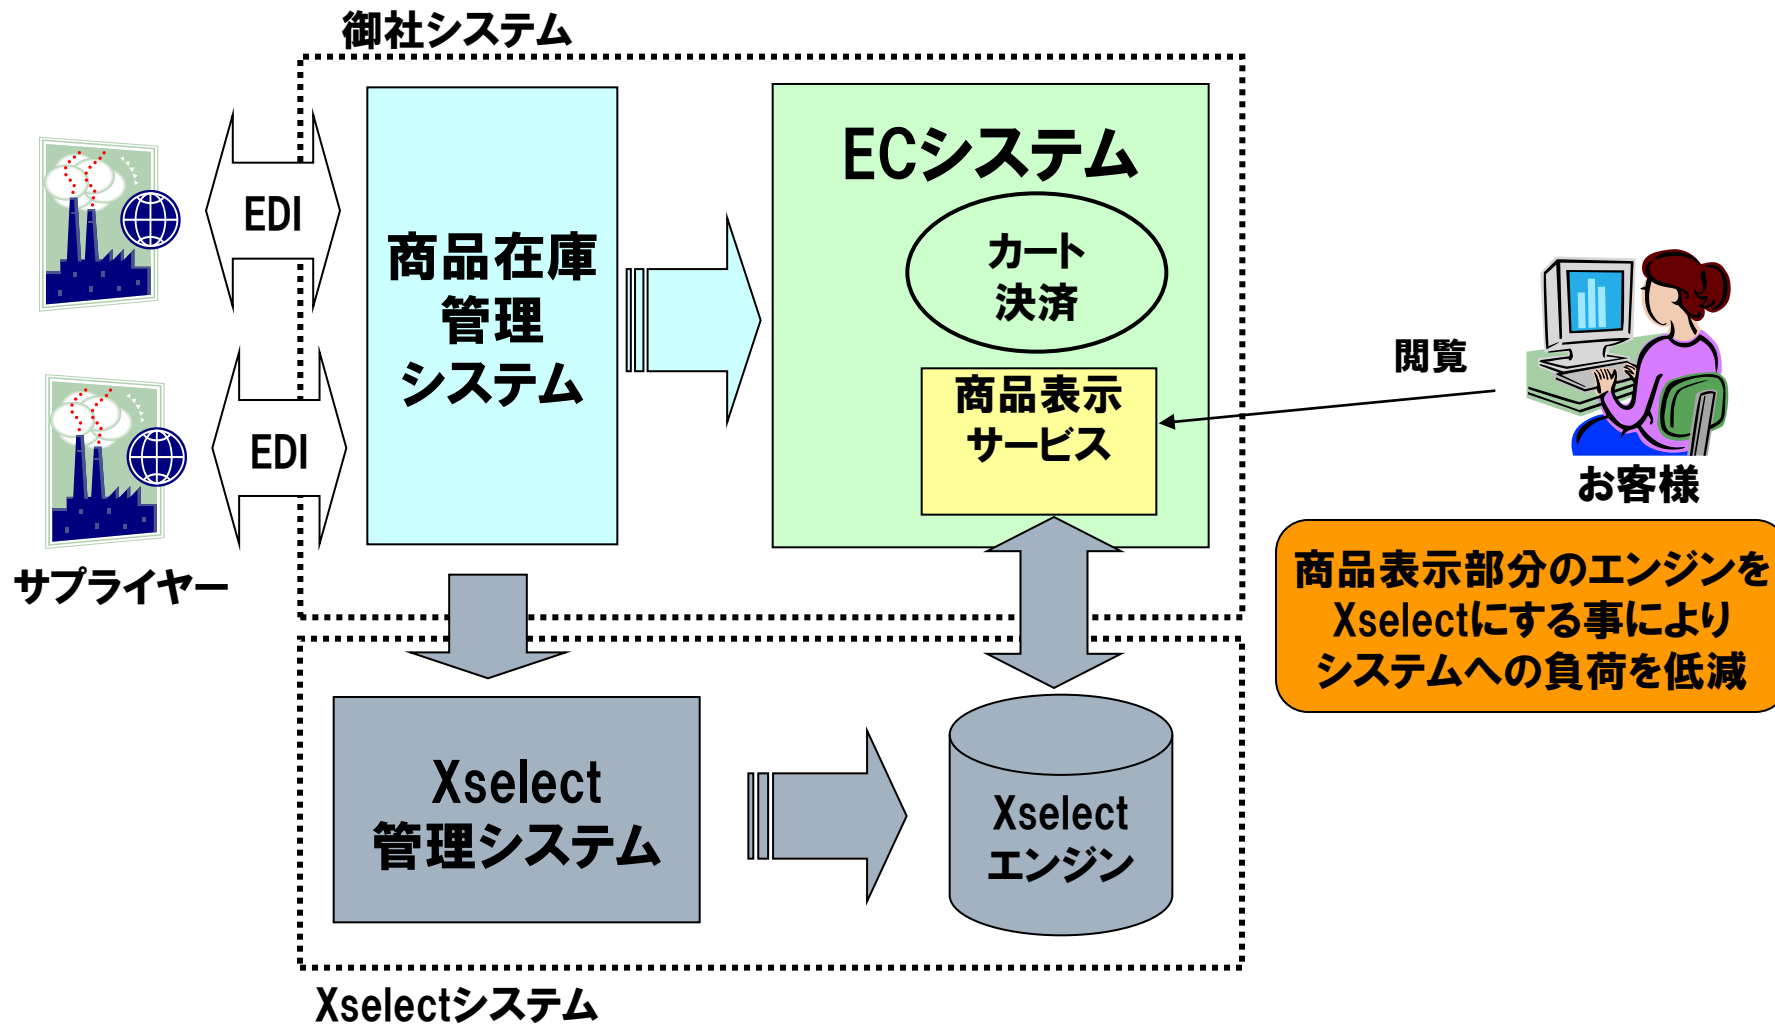 御社システム
EDI
EDI
サプライヤー
商品在庫
管理
システム
ECシステム
カート
決済
商品表示
サービス
閲覧
お客様
商品表示部分のエンジンを
Xselectにする事により
システムへの負荷を低減
Xselect
管理システム
Xselect
エンジン
Xselectシステム